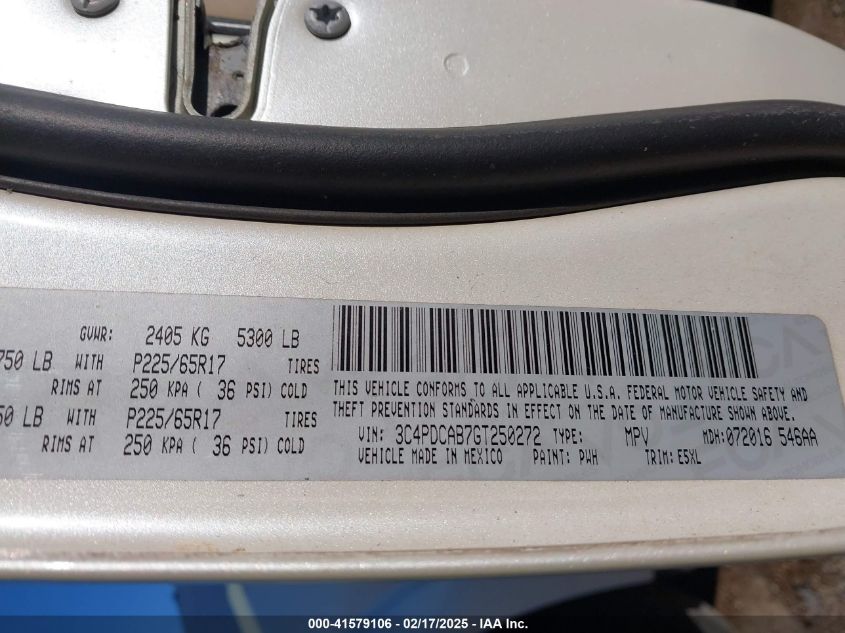 GVWR: 2405 KG 5300 LB
750 LB WITH P225/65R17 TIRES
RIMS AT 250 KPA ( 36 PSI) COLD
50 LB WITH P225/65R17 TIRES
RIMS AT 250 KPA ( 36 PSI) COLD
THIS VEHICLE CONFORMS TO ALL APPLICABLE U.S.A. FEDERAL MOTOR VEHICLE SAFETY AND
THEFT PREVENTION STANDARDS IN EFFECT ON THE DATE OF MANUFACTURE SHOWN ABOVE.
VIN: 3C4PDCAB7GT250272 TYPE: MPV MDH:072016 546AA
VEHICLE MADE IN MEXICO PAINT: PWH TRIM: E5XL
000-41579106 — 02/17/2025 — IAA Inc.